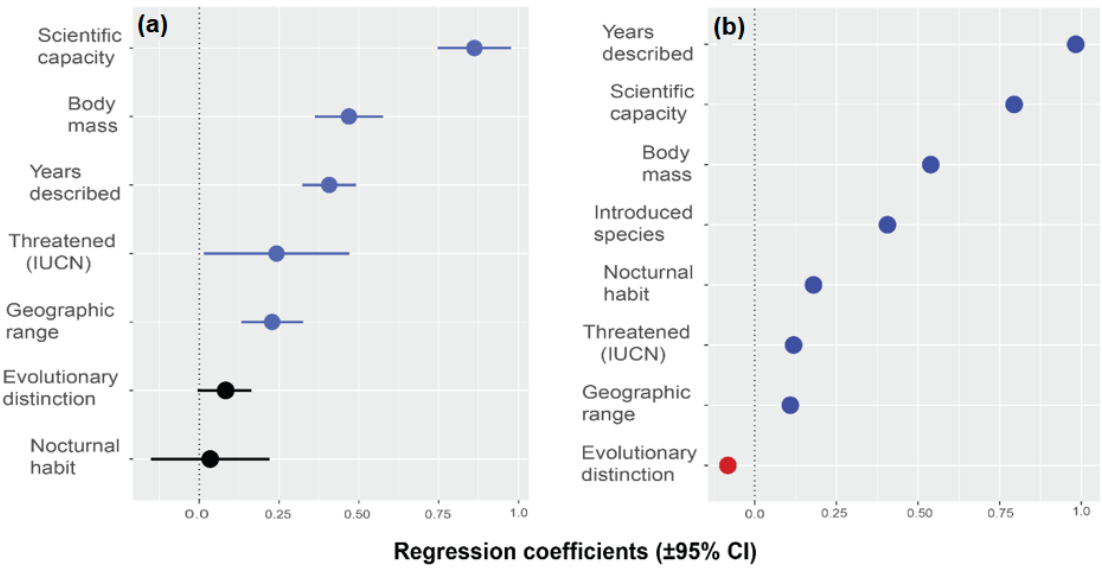 (a)
Scientific
capacity
Body
mass
Years
described
Threatened
(IUCN)
Geographic
range
Evolutionary
distinction
Nocturnal
habit
0.0 0.25 0.50 0.75 1.0
(b)
Years
described
Scientific
capacity
Body
mass
Introduced
species
Nocturnal
habit
Threatened
(IUCN)
Geographic
range
Evolutionary
distinction
0.0 0.25 0.50 0.75 1.0
Regression coefficients (±95% CI)